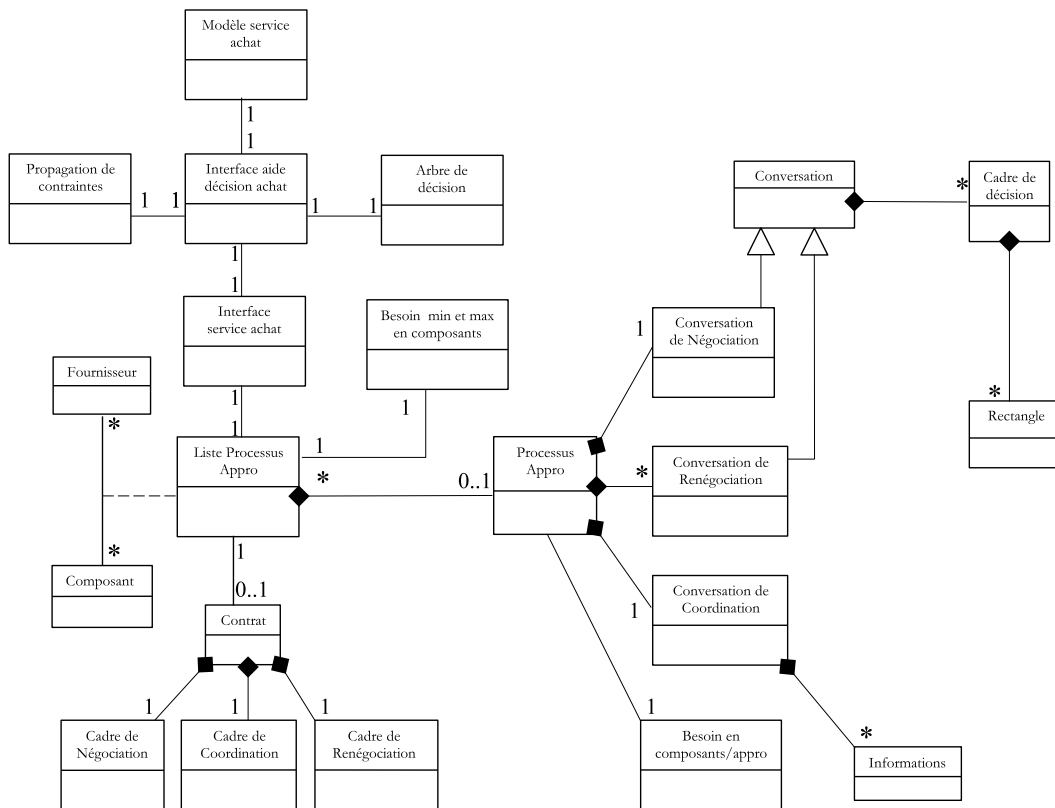 Modèle service
achat
1
1
Propagation de
contraintes
1
1
Interface aide
décision achat
1
1
Arbre de
décision
Conversation
*
Cadre de
décision
1
1
Interface
service achat
Besoin min et max
en composants
1
Conversation
de Négociation
Fournisseur
*
1
1
1
1
*
Rectangle
Liste Processus
Appro
*
0..1
Processus
Appro
*
Conversation de
Renégociation
*
Composant
1
0..1
Contrat
1
Conversation de
Coordination
1
1
1
1
*
Cadre de
Négociation
Cadre de
Coordination
Cadre de
Renégociation
Besoin en
composants/appro
Informations